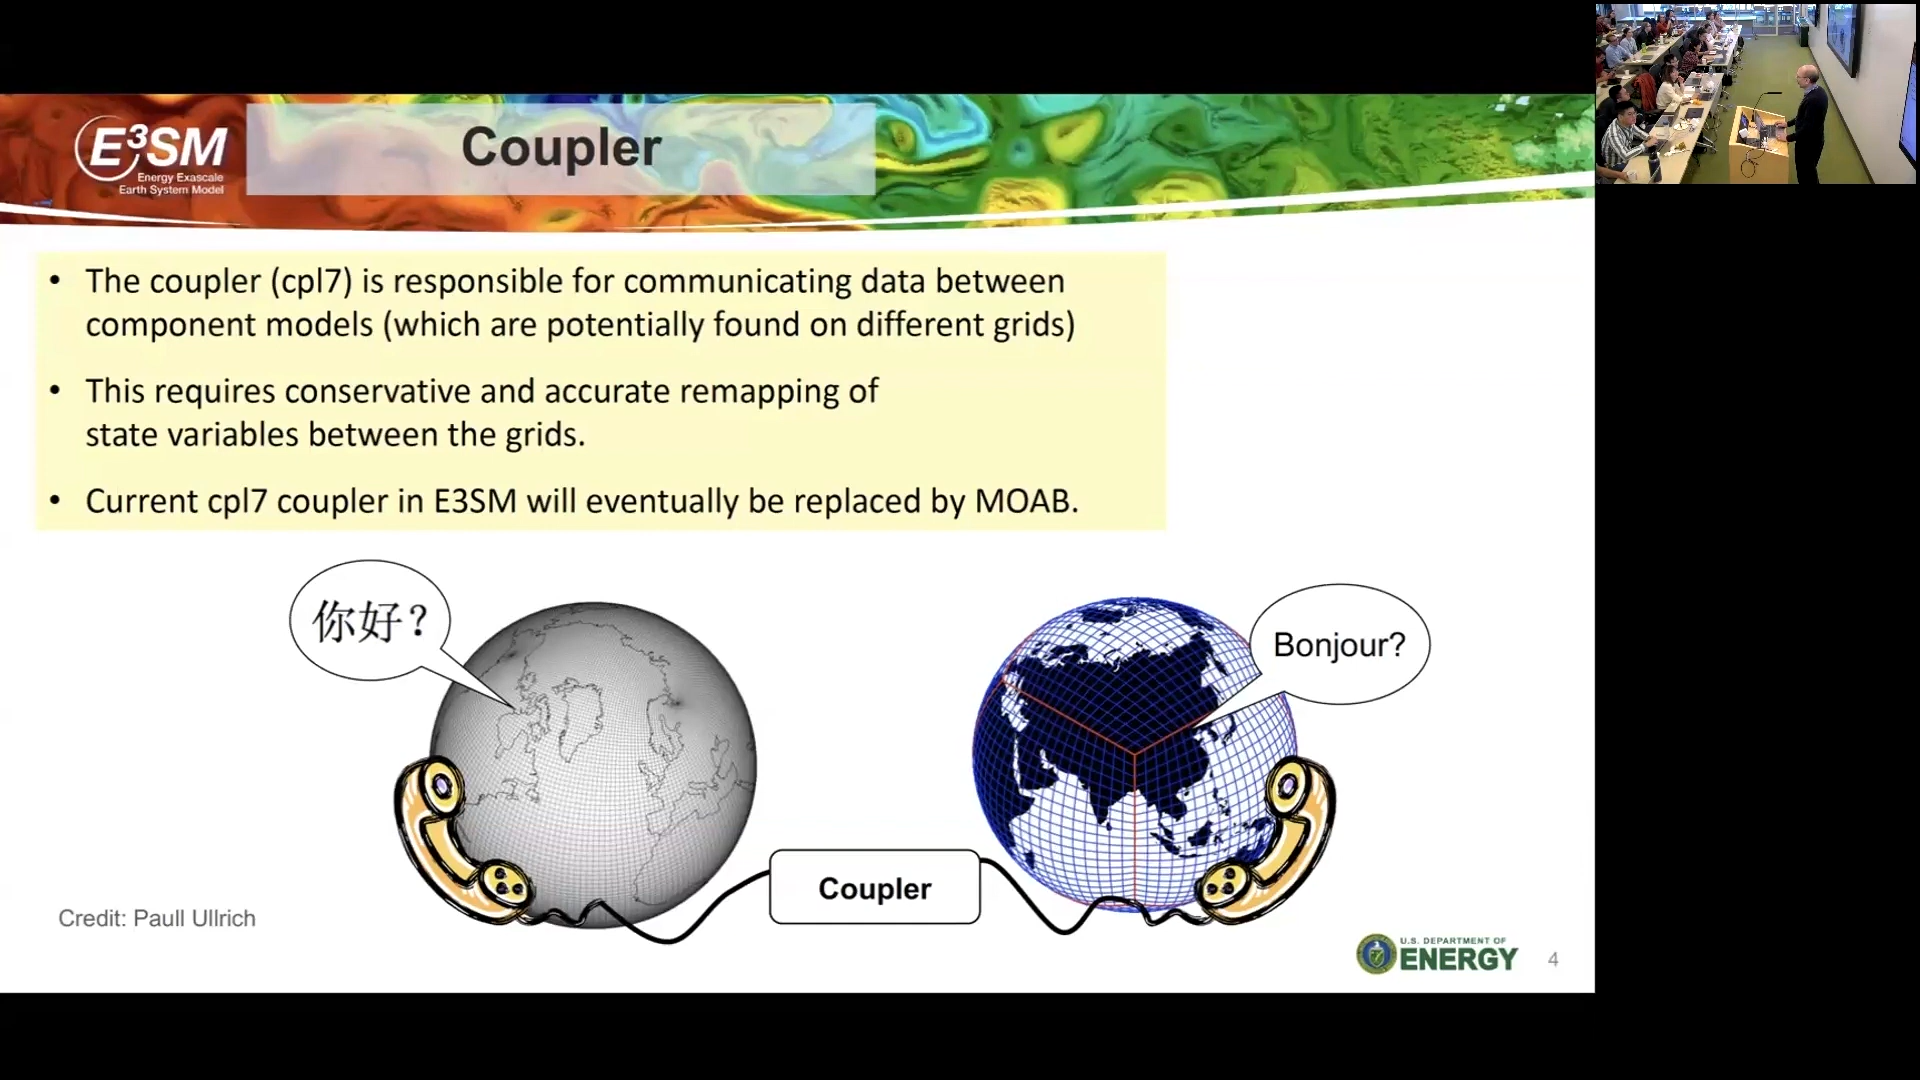 E³SM
Energy Exascale
Earth System Model
Coupler
• The coupler (cpl7) is responsible for communicating data between
component models (which are potentially found on different grids)
• This requires conservative and accurate remapping of
state variables between the grids.
• Current cpl7 coupler in E3SM will eventually be replaced by MOAB.
你好？
Bonjour?
Coupler
Credit: Paull Ullrich
U.S. DEPARTMENT OF
ENERGY
4